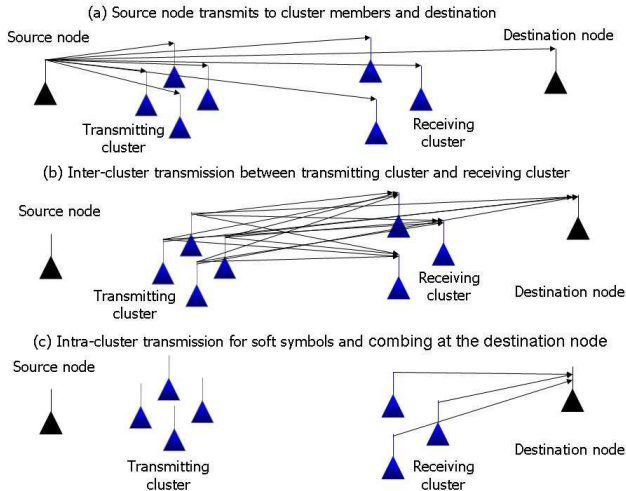 (a) Source node transmits to cluster members and destination
Source node
Destination node
Transmitting
cluster
Receiving
cluster
(b) Inter-cluster transmission between transmitting cluster and receiving cluster
Source node
Transmitting
cluster
Receiving
cluster
Destination node
(c) Intra-cluster transmission for soft symbols and combing at the destination node
Source node
Transmitting
cluster
Receiving
cluster
Destination node